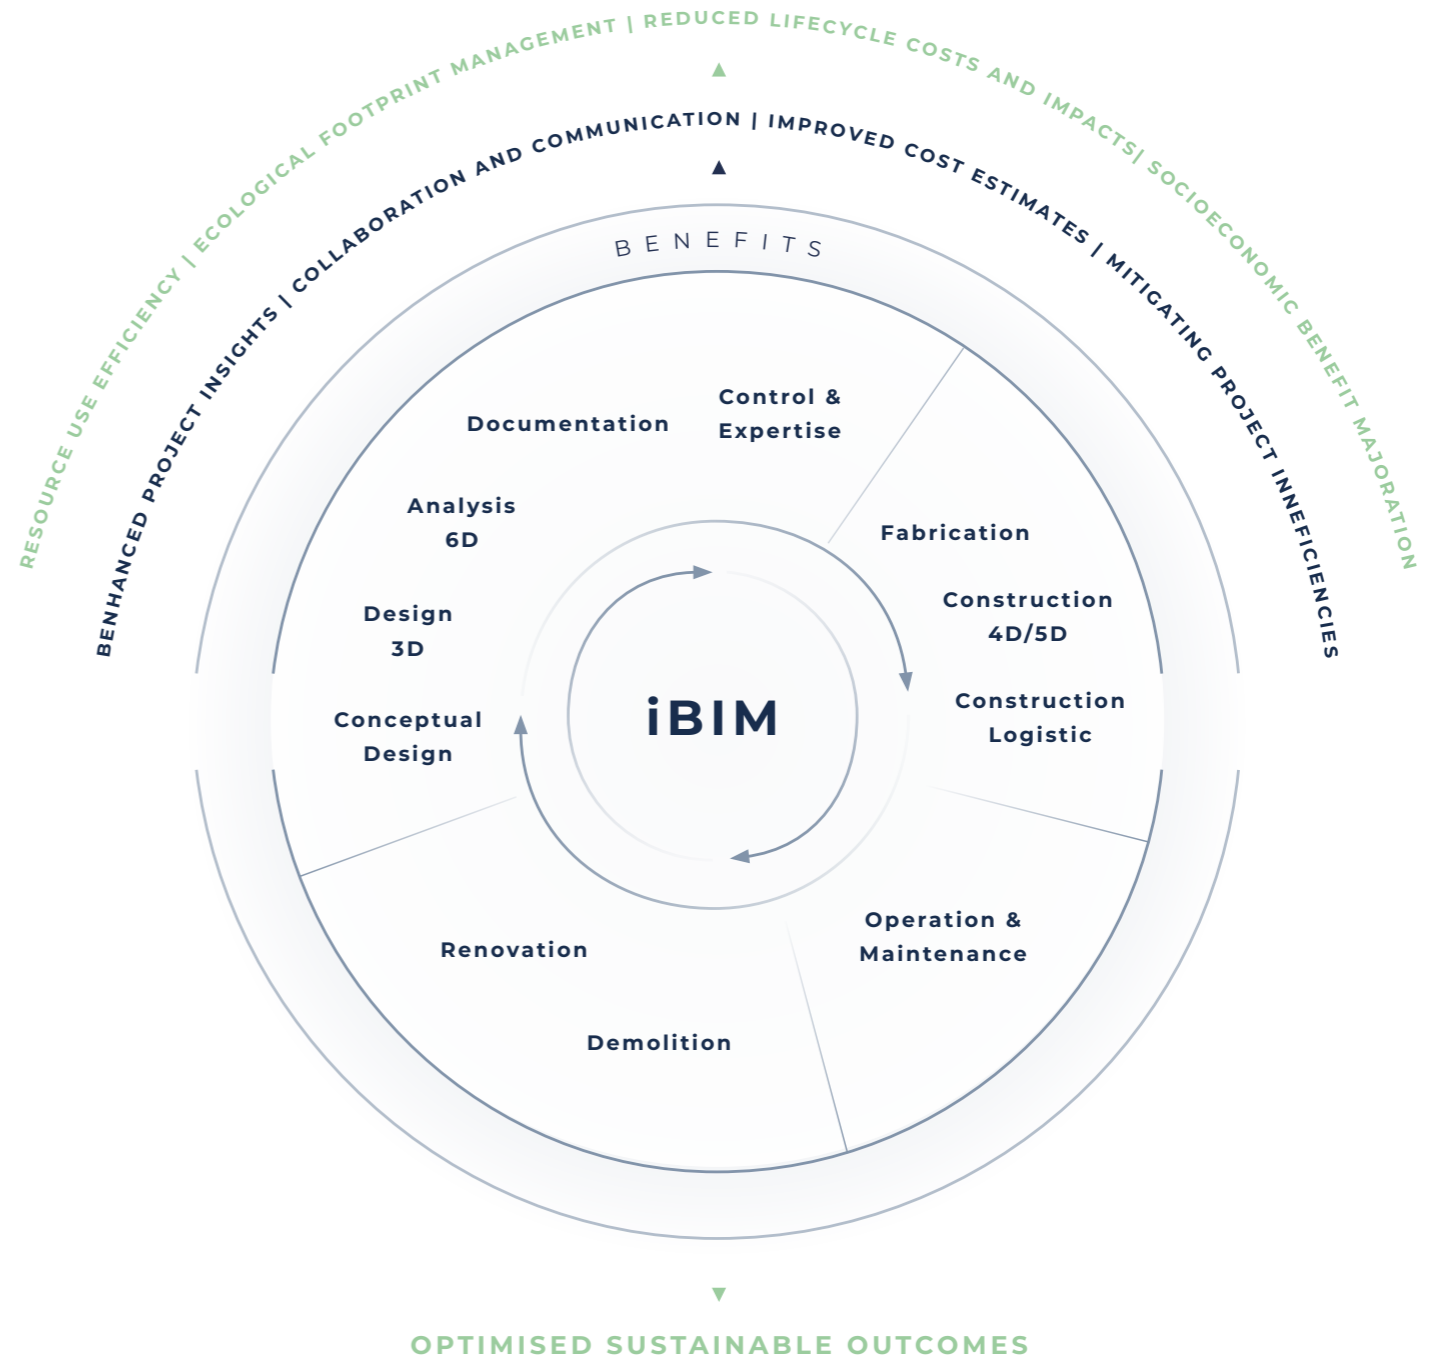 RESOURCE USE EFFICIENCY | ECOLOGICAL FOOTPRINT MANAGEMENT | REDUCED LIFECYCLE COSTS AND IMPACTS| SOCIOECONOMIC BENEFIT MAJORATION
BENHANCED PROJECT INSIGHTS | COLLABORATION AND COMMUNICATION | IMPROVED COST ESTIMATES | MITIGATING PROJECT INNEFICIENCIES
BENEFITS
Control &
Expertise
Documentation
Analysis
6D
Design
3D
Conceptual
Design
Fabrication
Construction
4D/5D
Construction
Logistic
iBIM
Operation &
Maintenance
Renovation
Demolition
OPTIMISED SUSTAINABLE OUTCOMES